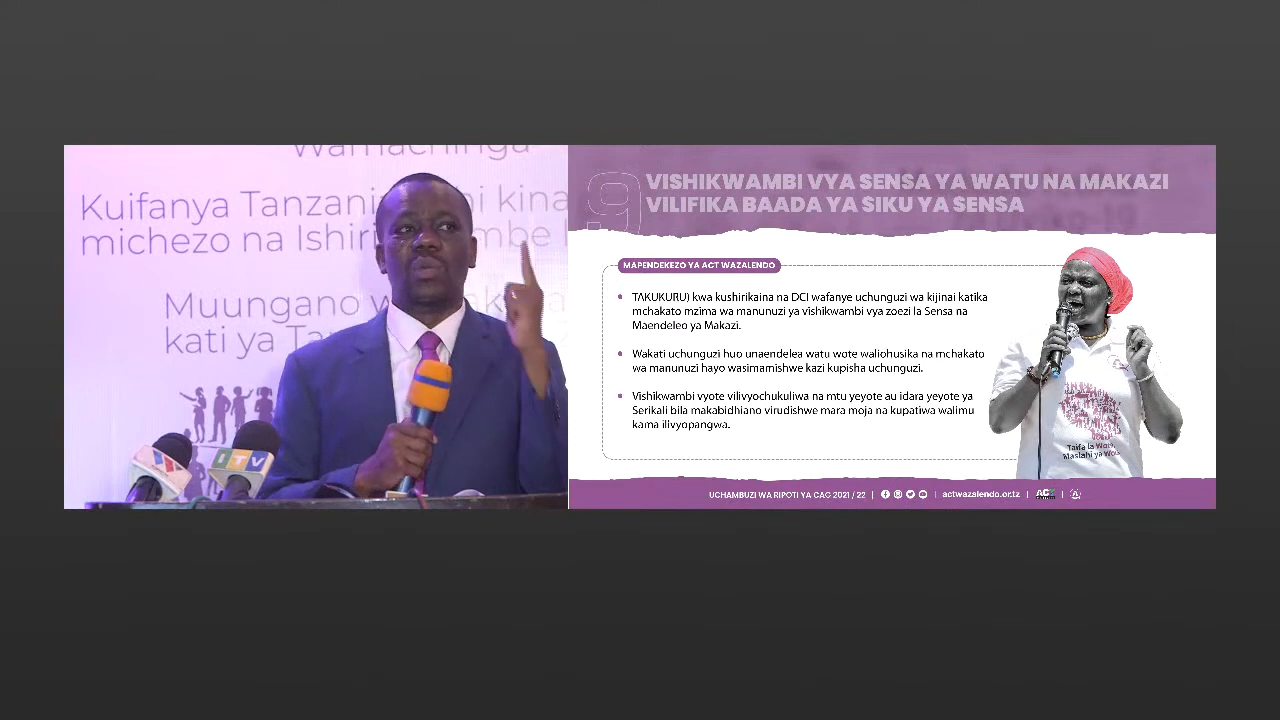 Wamachinga
Kuifanya Tanzania kina
michezo na Ishiri mbe
Muungano w
kati ya Ta
ITV
9
VISHIKWAMBI VYA SENSA YA WATU NA MAKAZI
VILIFIKA BAADA YA SIKU YA SENSA
MAPENDEKEZO YA ACT WAZALENDO
TAKUKURU) kwa kushirikaina na DCI wafanye uchunguzi wa kijinai katika
mchakato mzima wa manunuzi ya vishikwambi vya zoezi la Sensa na
Maendeleo ya Makazi.
Wakati uchunguzi huo unaendelea watu wote waliohusika na mchakato
wa manunuzi hayo wasimamishwe kazi kupisha uchunguzi.
Vishikwambi vyote vilivyochukuliwa na mtu yeyote au idara yeyote ya
Serikali bila makabidhiano virudishwe mara moja na kupatiwa walimu
kama ilivyopangwa.
Taifa la Wote,
Maslahi ya Wote
UCHAMBUZI WA RIPOTI YA CAG 2021 / 22 | | actwazalendo.or.tz | ACT |